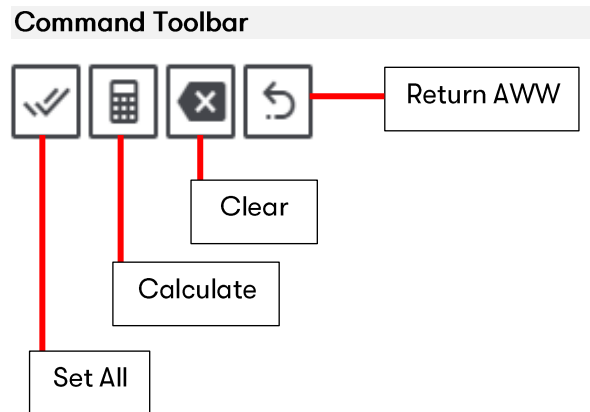 Command Toolbar
Return AWW
Clear
Calculate
Set All